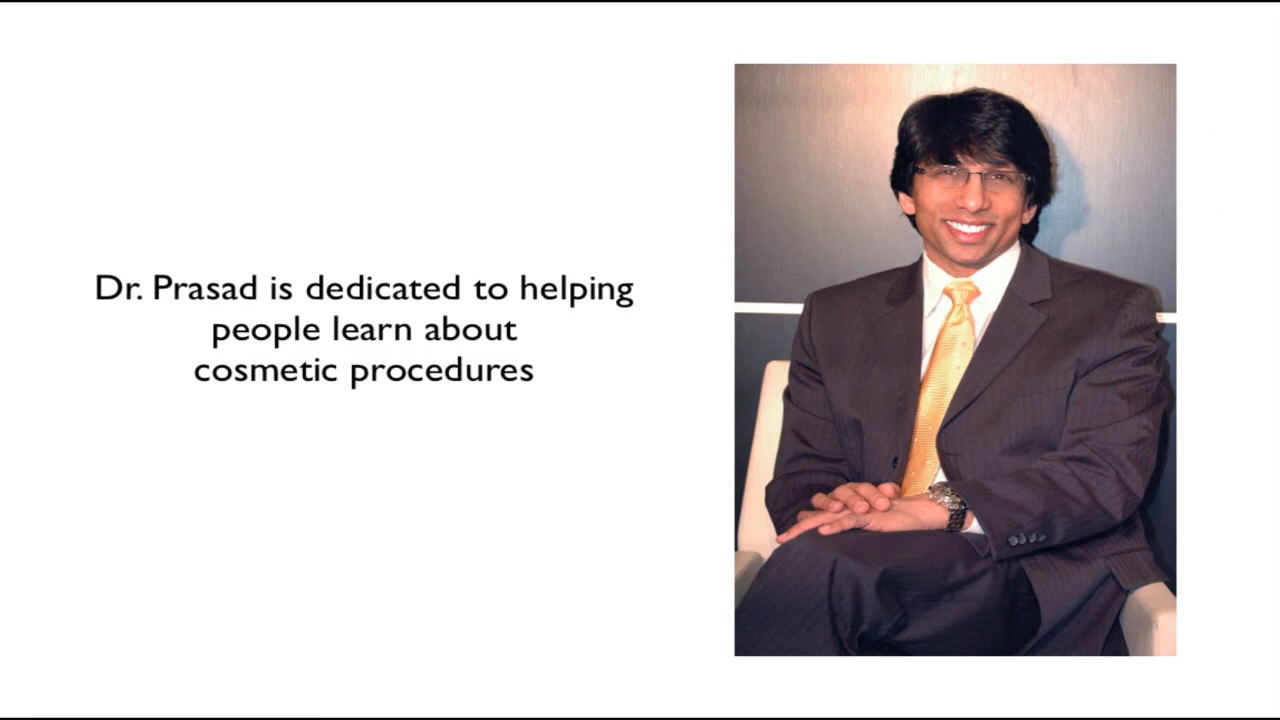 Dr. Prasad is dedicated to helping
people learn about
cosmetic procedures